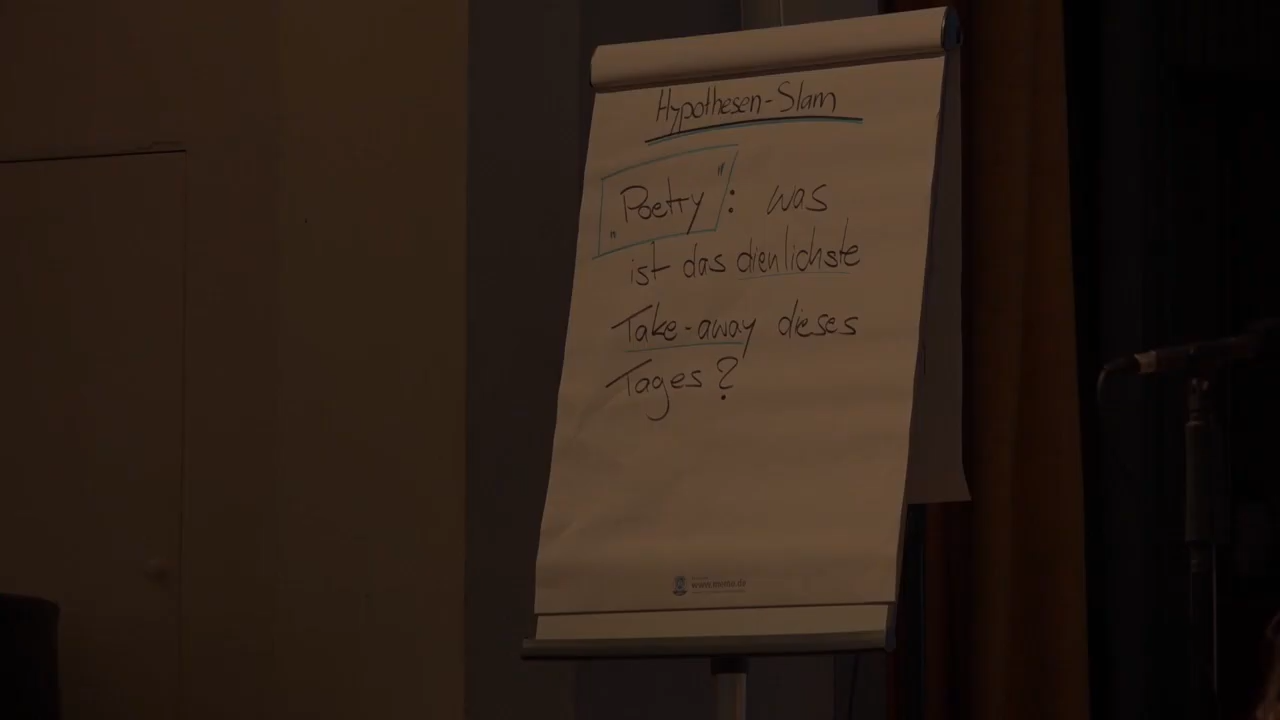 Hypothesen-Slam
„Poetry": was
ist das dienlichste
Take-away dieses
Tages?